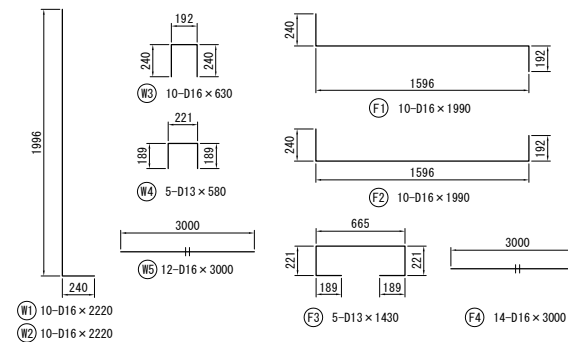 1996
240
W1 10-D16×2220
W2 10-D16×2220
192
240
240
W3 10-D16×630
221
189
189
W4 5-D13×580
3000
W5 12-D16×3000
240
192
1596
F1 10-D16×1990
240
192
1596
F2 10-D16×1990
665
221
221
189
189
F3 5-D13×1430
3000
F4 14-D16×3000